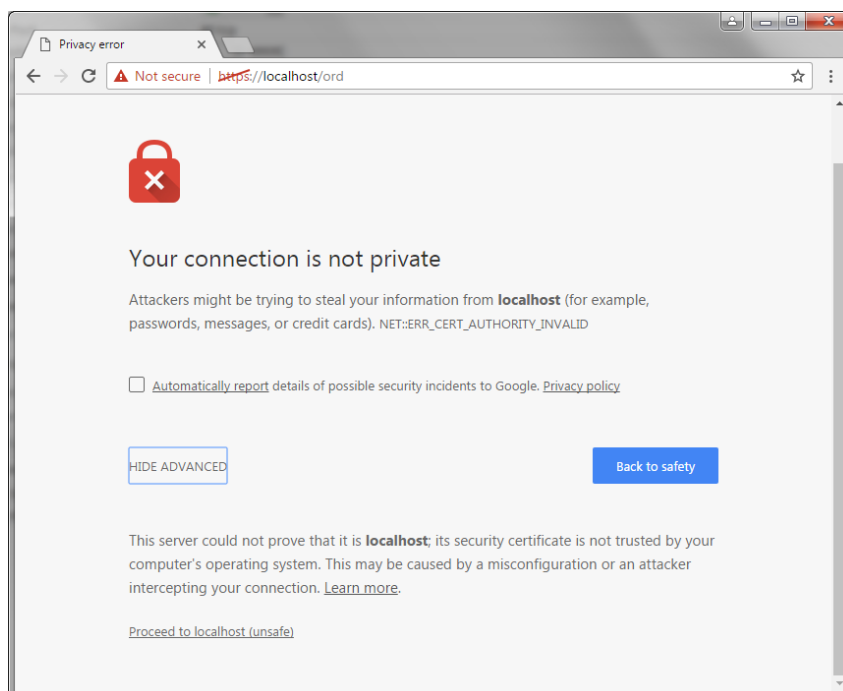 Privacy error
Not secure | https://localhost/ord
Your connection is not private
Attackers might be trying to steal your information from localhost (for example,
passwords, messages, or credit cards). NET::ERR_CERT_AUTHORITY_INVALID
Automatically report details of possible security incidents to Google. Privacy policy
HIDE ADVANCED
Back to safety
This server could not prove that it is localhost; its security certificate is not trusted by your
computer's operating system. This may be caused by a misconfiguration or an attacker
intercepting your connection. Learn more.
Proceed to localhost (unsafe)